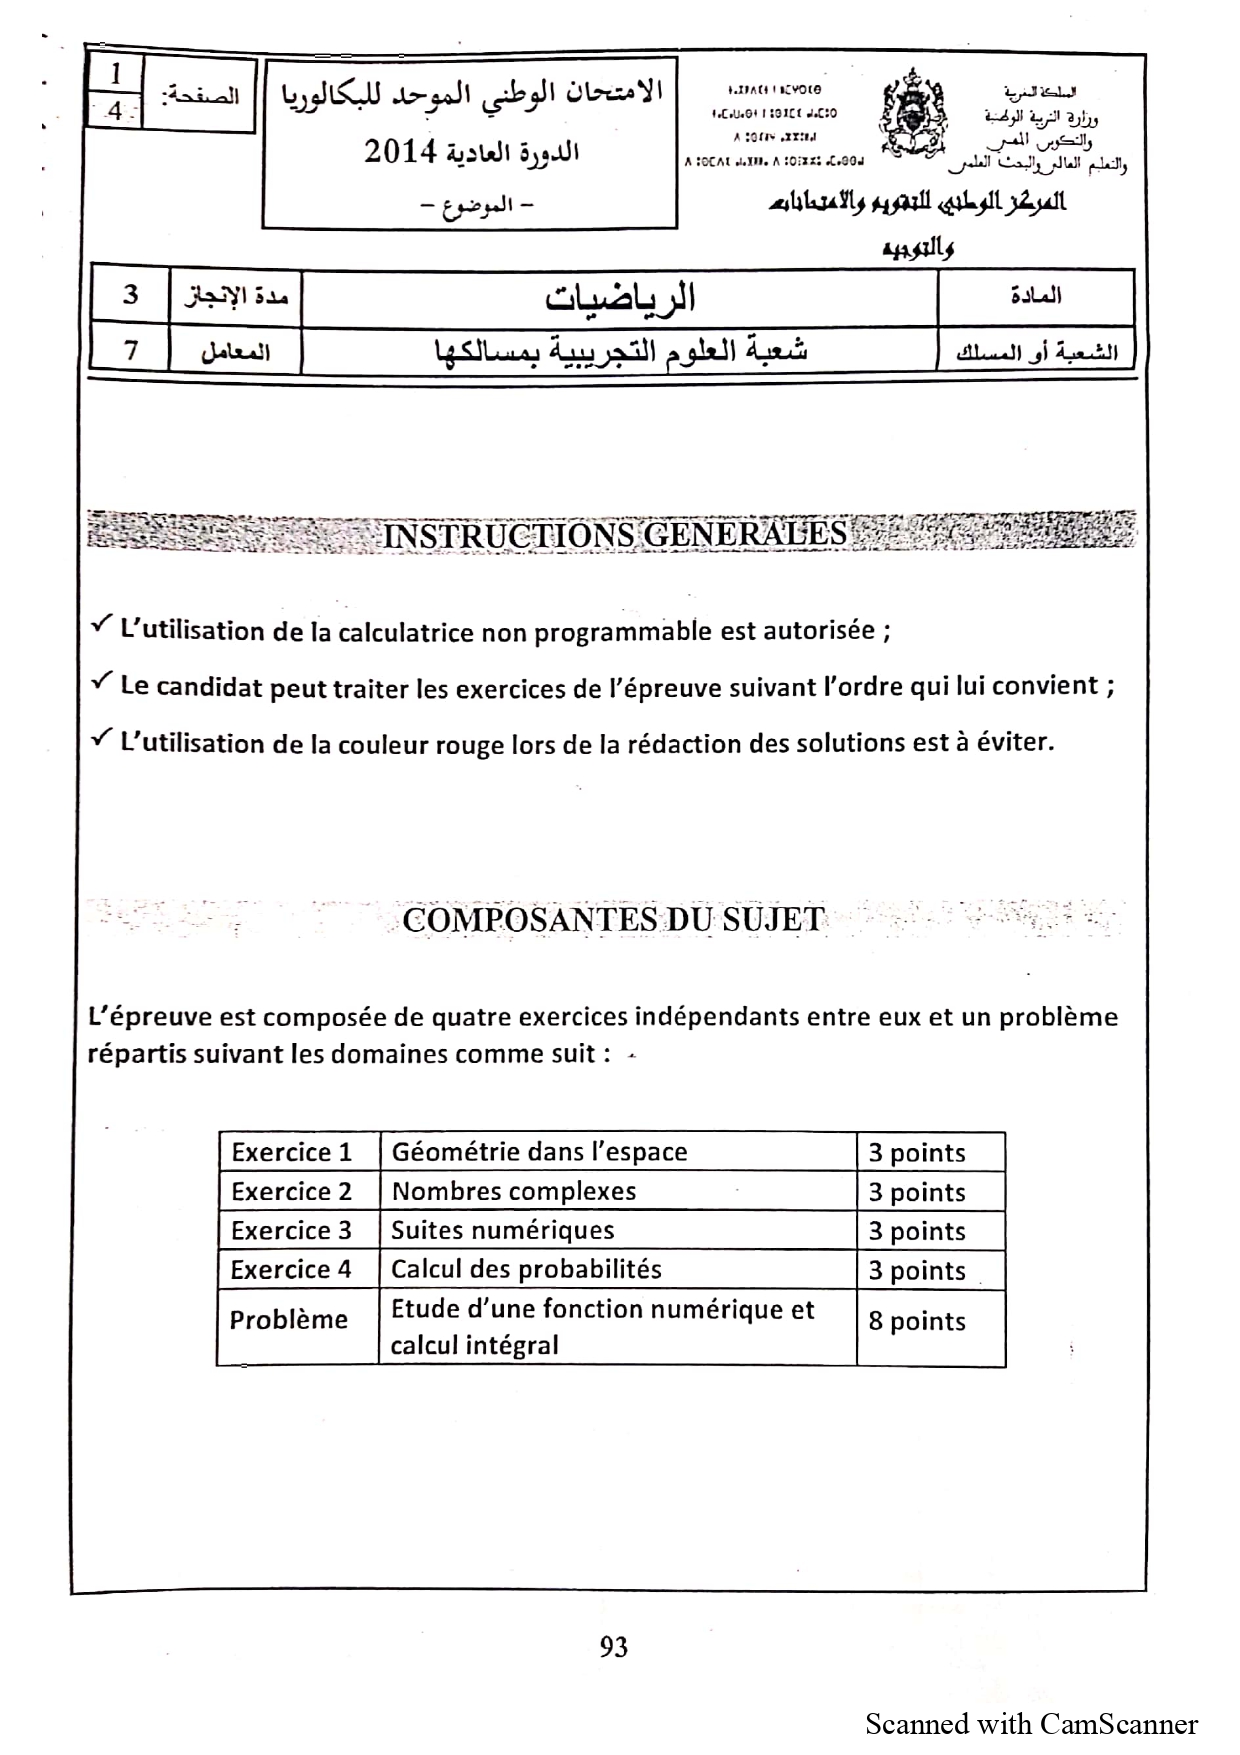 1
4
الصفحة:
الامتحان الوطني الموحد للبكالوريا
الدورة العادية 2014
– الموضوع –
المملكة المغربية
وزارة التربية الوطنية
والتكوين المهني
والتعليم العالي والبحث العلمي
المركز الوطني للتقويم والامتحانات
والتوجيه
المادة
الرياضيات
مدة الإنجاز
3
الشعبة أو المسلك
شعبة العلوم التجريبية بمسالكها
المعامل
7
INSTRUCTIONS GENERALES
✓ L'utilisation de la calculatrice non programmable est autorisée ;
✓ Le candidat peut traiter les exercices de l'épreuve suivant l'ordre qui lui convient ;
✓ L'utilisation de la couleur rouge lors de la rédaction des solutions est à éviter.
COMPOSANTES DU SUJET
L'épreuve est composée de quatre exercices indépendants entre eux et un problème
répartis suivant les domaines comme suit :
Exercice 1 Géométrie dans l'espace 3 points
Exercice 2 Nombres complexes 3 points
Exercice 3 Suites numériques 3 points
Exercice 4 Calcul des probabilités 3 points
Problème Etude d'une fonction numérique et
calcul intégral 8 points
93
Scanned with CamScanner